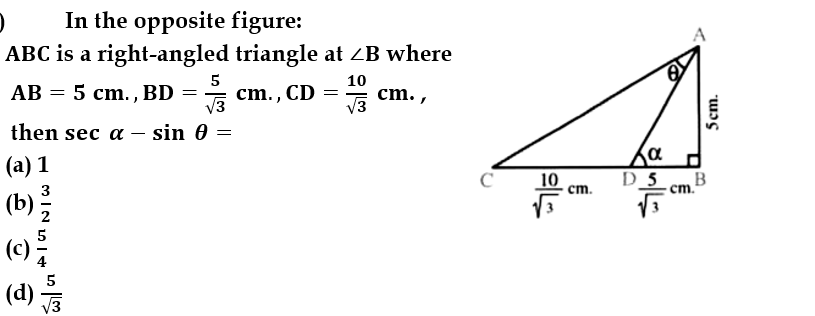 ) In the opposite figure:
ABC is a right-angled triangle at ∠B where
AB = 5 cm. , BD = 5/√3 cm. , CD = 10/√3 cm. ,
then sec α − sin θ =
(a) 1
(b) 3/2
(c) 5/4
(d) 5/√3
A
θ
5cm.
α
C
D
B
10/√3 cm.
5/√3 cm.